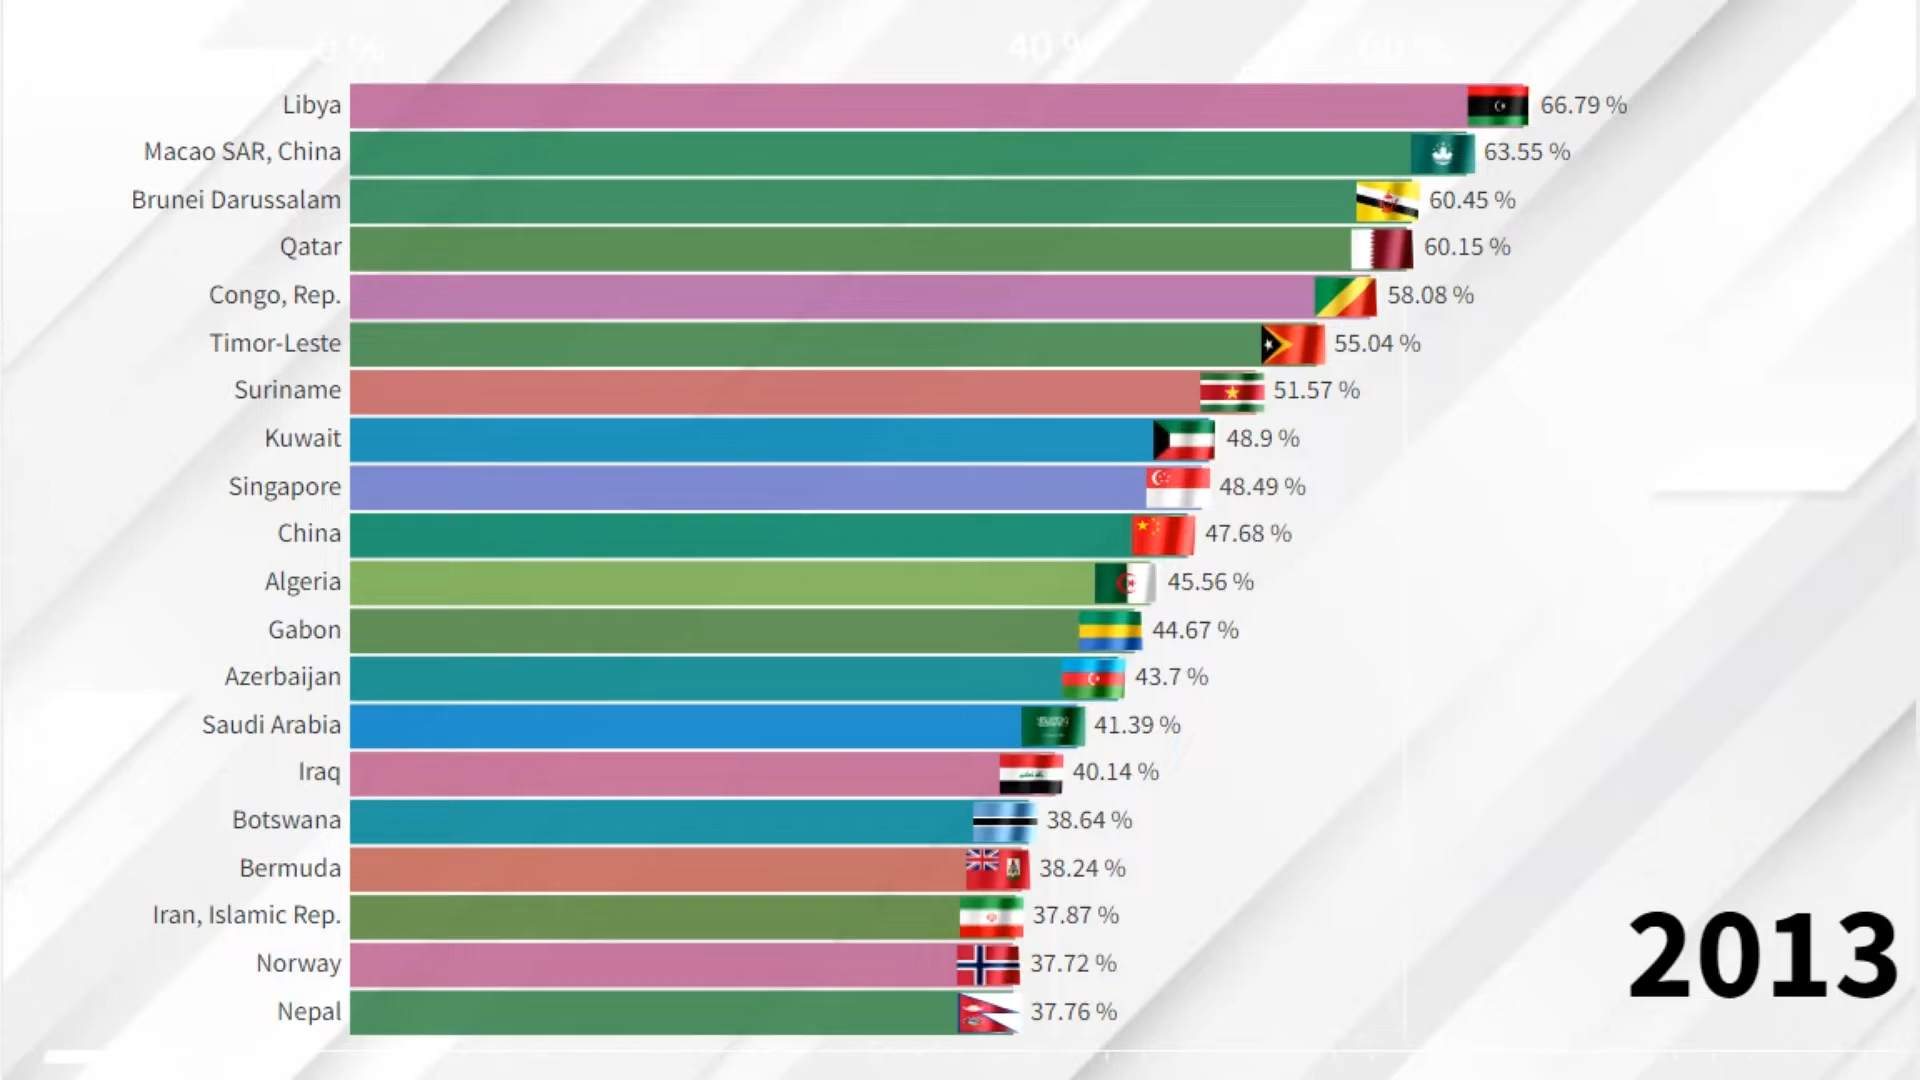 0 %
40 %
60 %
Libya 66.79 %
Macao SAR, China 63.55 %
Brunei Darussalam 60.45 %
Qatar 60.15 %
Congo, Rep. 58.08 %
Timor-Leste 55.04 %
Suriname 51.57 %
Kuwait 48.9 %
Singapore 48.49 %
China 47.68 %
Algeria 45.56 %
Gabon 44.67 %
Azerbaijan 43.7 %
Saudi Arabia 41.39 %
Iraq 40.14 %
Botswana 38.64 %
Bermuda 38.24 %
Iran, Islamic Rep. 37.87 %
Norway 37.72 %
Nepal 37.76 %
2013